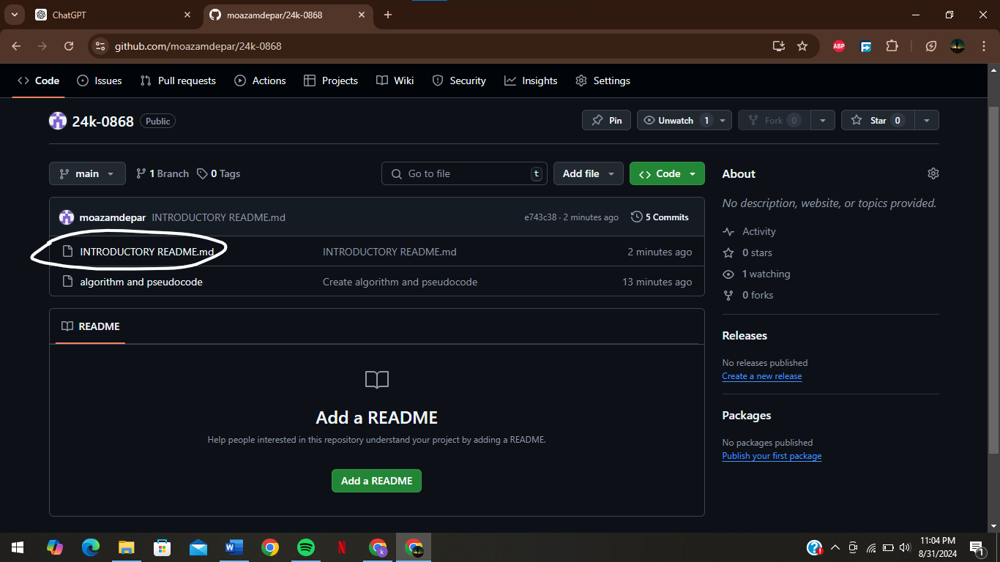 ChatGPT
moazamdepar/24k-0868
github.com/moazamdepar/24k-0868
ABP
Code Issues Pull requests Actions Projects Wiki Security Insights Settings
24k-0868 Public
Pin Unwatch 1 Fork 0 Star 0
main 1 Branch 0 Tags Go to file t Add file Code
moazamdepar INTRODUCTORY README.md e743c38 · 2 minutes ago 5 Commits
INTRODUCTORY README.md INTRODUCTORY README.md 2 minutes ago
algorithm and pseudocode Create algorithm and pseudocode 13 minutes ago
README
Add a README
Help people interested in this repository understand your project by adding a README.
Add a README
About
No description, website, or topics provided.
Activity
0 stars
1 watching
0 forks
Releases
No releases published
Create a new release
Packages
No packages published
Publish your first package
W N k
11:04 PM
8/31/2024
1